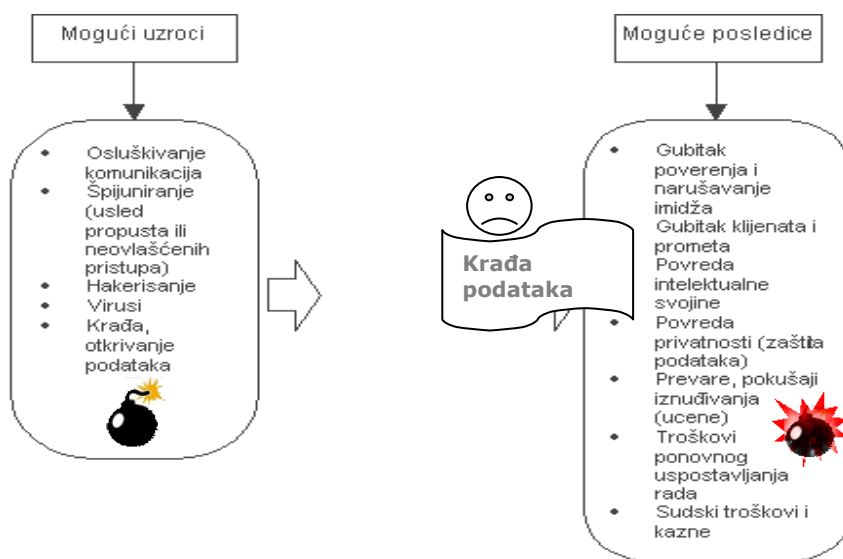 Mogući uzroci
• Osluškivanje
komunikacija
• Špijuniranje
(usled
propusta ili
neovlašćenih
pristupa)
• Hakerisanje
• Virusi
• Krađa,
otkrivanje
podataka
Krađa
podataka
Moguće posledice
• Gubitak
poverenja i
narušavanje
imidža
Gubitak klijenata i
prometa
Povreda
intelektualne
svojine
• Povreda
privatnosti (zaštita
podataka)
• Prevare, pokušaji
iznuđivanja
(ucene)
• Troškovi
ponovnog
uspostavljanja
rada
• Sudski troškovi i
kazne